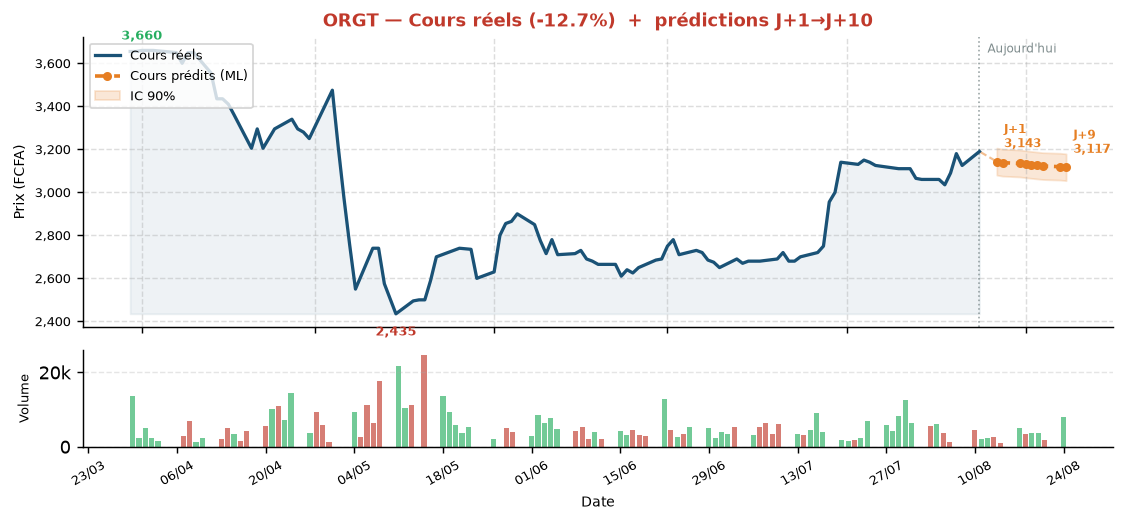 ORGT — Cours réels (-12.7%)  +  prédictions J+1→J+10
3,660
Cours réels
Cours prédits (ML)
IC 90%
Aujourd'hui
J+1
3,143
J+9
3,117
2,435
Prix (FCFA)
3,600
3,400
3,200
3,000
2,800
2,600
2,400
Volume
20k
0
23/03
06/04
20/04
04/05
18/05
01/06
15/06
29/06
13/07
27/07
10/08
24/08
Date